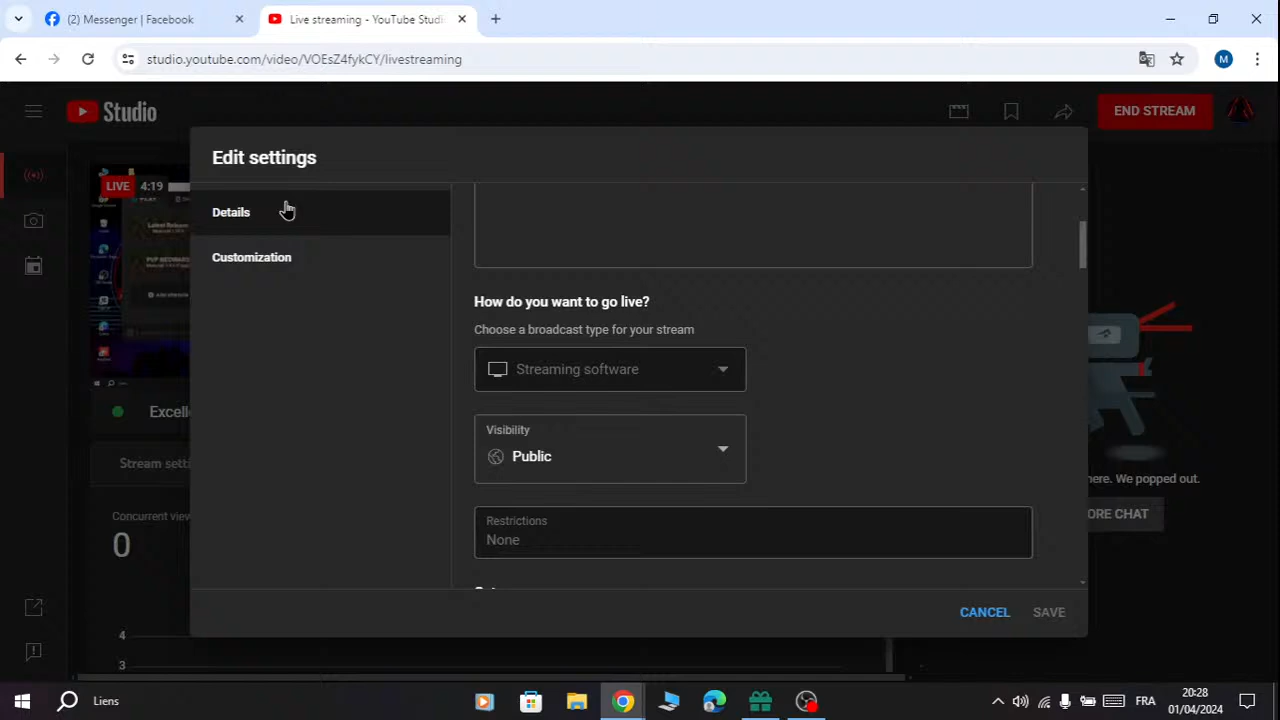 (2) Messenger | Facebook
Live streaming - YouTube Studi
studio.youtube.com/video/VOEsZ4fykCY/livestreaming
M
Studio
END STREAM
Edit settings
LIVE 4:19
Details
Customization
Latest Release
How do you want to go live?
Choose a broadcast type for your stream
Streaming software
Visibility
Public
Excell
Stream setti
here. We popped out.
Concurrent view
ORE CHAT
0
Restrictions
None
CANCEL
SAVE
4
3
Liens
FRA
20:28
01/04/2024